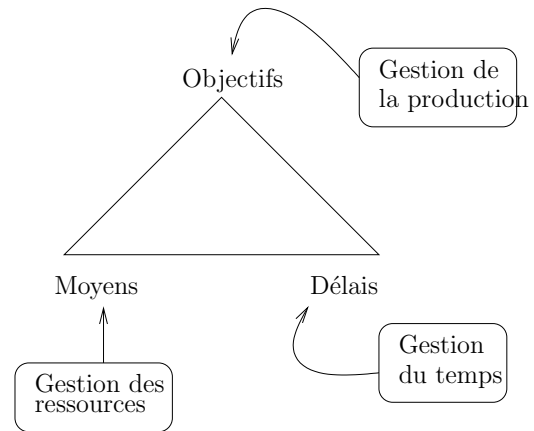 Objectifs
Gestion de
la production
Moyens
Délais
Gestion des
ressources
Gestion
du temps